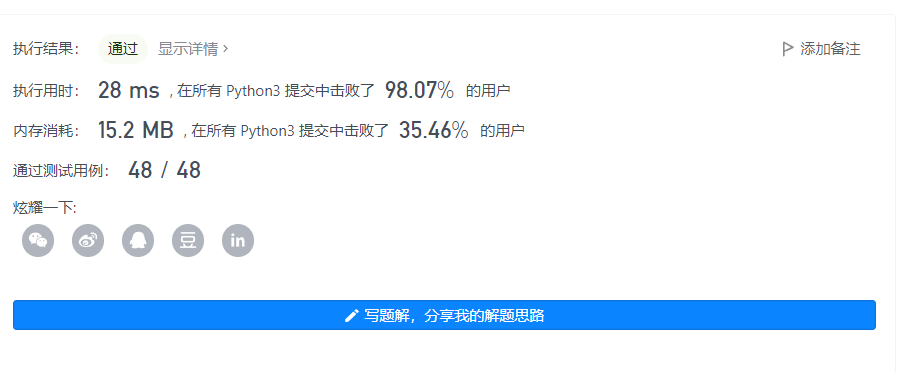 执行结果： 通过 显示详情 › 添加备注
执行用时： 28 ms , 在所有 Python3 提交中击败了 98.07% 的用户
内存消耗： 15.2 MB , 在所有 Python3 提交中击败了 35.46% 的用户
通过测试用例： 48 / 48
炫耀一下:
豆 in
写题解，分享我的解题思路